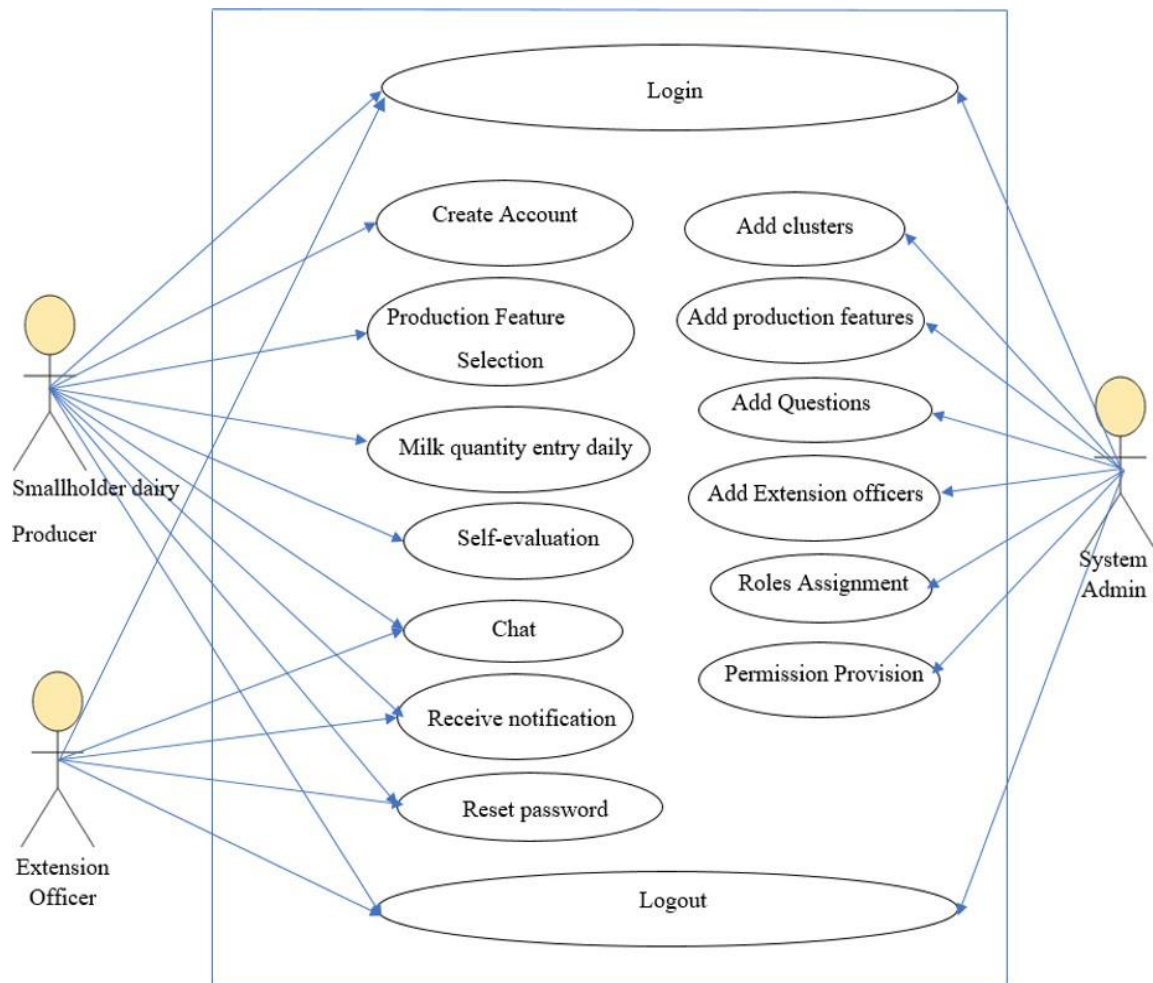 Login
Create Account
Add clusters
Production Feature
Selection
Add production features
Milk quantity entry daily
Add Questions
Smallholder dairy
Producer
Self-evaluation
Add Extension officers
System
Admin
Chat
Roles Assignment
Receive notification
Permission Provision
Reset password
Extension
Officer
Logout